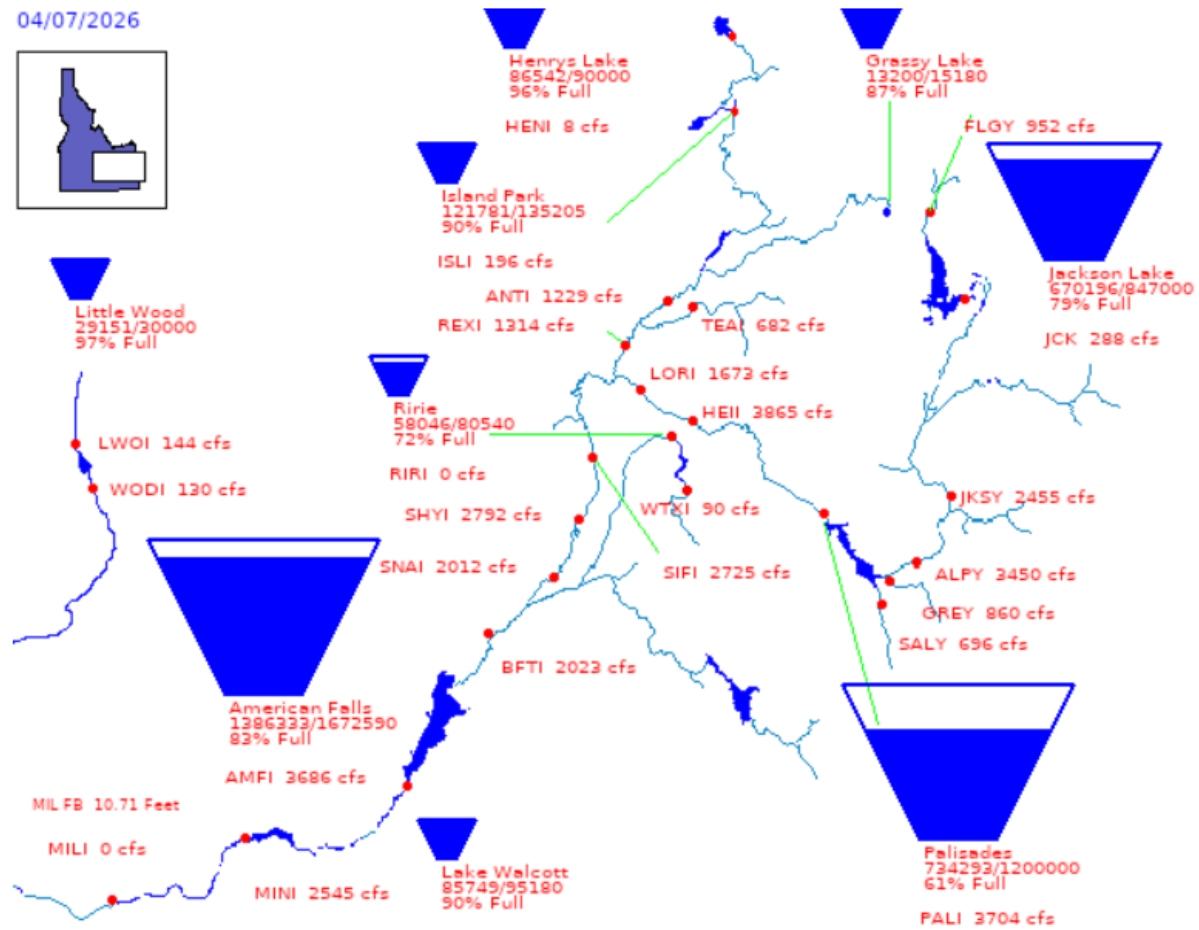 04/07/2026
Henrys Lake
86542/90000
96% Full
HENI 8 cfs
Grassy Lake
13200/15180
87% Full
FLGY 952 cfs
Island Park
121781/135205
90% Full
ISLI 196 cfs
Jackson Lake
670196/847000
79% Full
JCK 288 cfs
Little Wood
29151/30000
97% Full
ANTI 1229 cfs
REXI 1314 cfs
TEAI 682 cfs
LORI 1673 cfs
HEII 3865 cfs
Ririe
58046/80540
72% Full
RIRI 0 cfs
LWOI 144 cfs
WODI 130 cfs
SHYI 2792 cfs
WTXI 90 cfs
JKSY 2455 cfs
SNAI 2012 cfs
SIFI 2725 cfs
ALPY 3450 cfs
GREY 860 cfs
SALY 696 cfs
BFTI 2023 cfs
American Falls
1386333/1672590
83% Full
AMFI 3686 cfs
MIL FB 10.71 Feet
MILI 0 cfs
MINI 2545 cfs
Lake Walcott
85749/95180
90% Full
Palisades
734293/1200000
61% Full
PALI 3704 cfs